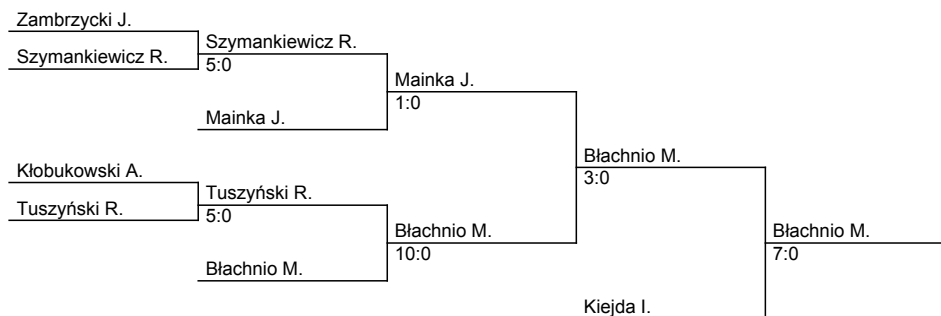 Zambrzycki J.
Szymankiewicz R.
Szymankiewicz R.
5:0
Mainka J.
1:0
Mainka J.
Kłobukowski A.
Błachnio M.
3:0
Tuszyński R.
Tuszyński R.
5:0
Błachnio M.
10:0
Błachnio M.
7:0
Błachnio M.
Kiejda I.